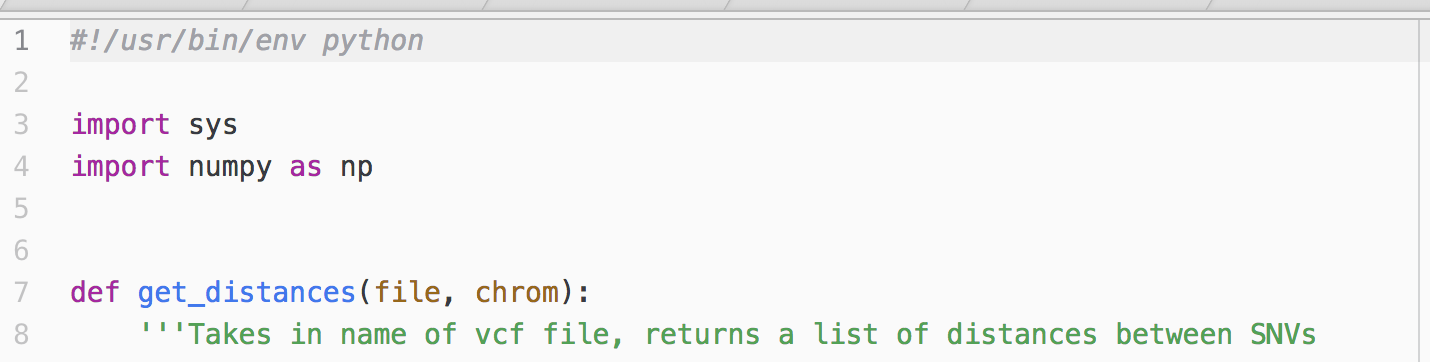 1 #!/usr/bin/env python
2
3 import sys
4 import numpy as np
5
6
7 def get_distances(file, chrom):
8 '''Takes in name of vcf file, returns a list of distances between SNVs